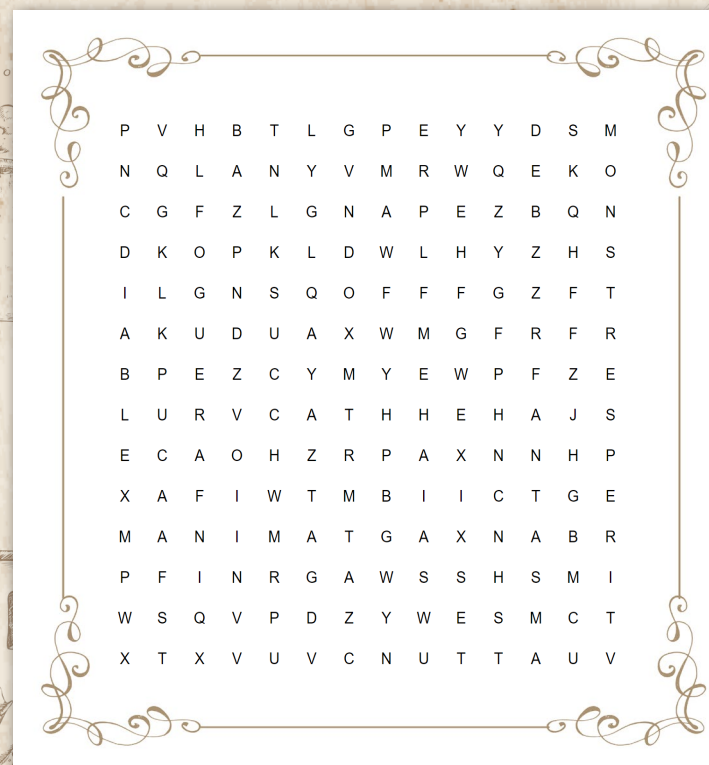 P V H B T L G P E Y Y D S M
N Q L A N Y V M R W Q E K O
C G F Z L G N A P E Z B Q N
D K O P K L D W L H Y Z H S
I L G N S Q O F F F G Z F T
A K U D U A X W M G F R F R
B P E Z C Y M Y E W P F Z E
L U R V C A T H H E H A J S
E C A O H Z R P A X N N H P
X A F I W T M B I I C T G E
M A N I M A T G A X N A B R
P F I N R G A W S S H S M I
W S Q V P D Z Y W E S M C T
X T X V U V C N U T T A U V